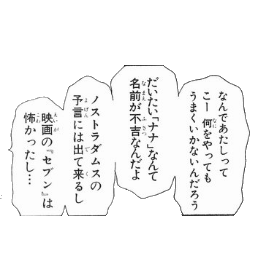 なんであたしって
こー 何をやっても
うまくいかないんだろう
だいたい「ナナ」なんて
名前が不吉なんだよ
ノストラダムスの
予言には出て来るし
映画の『セブン』は
怖かったし…